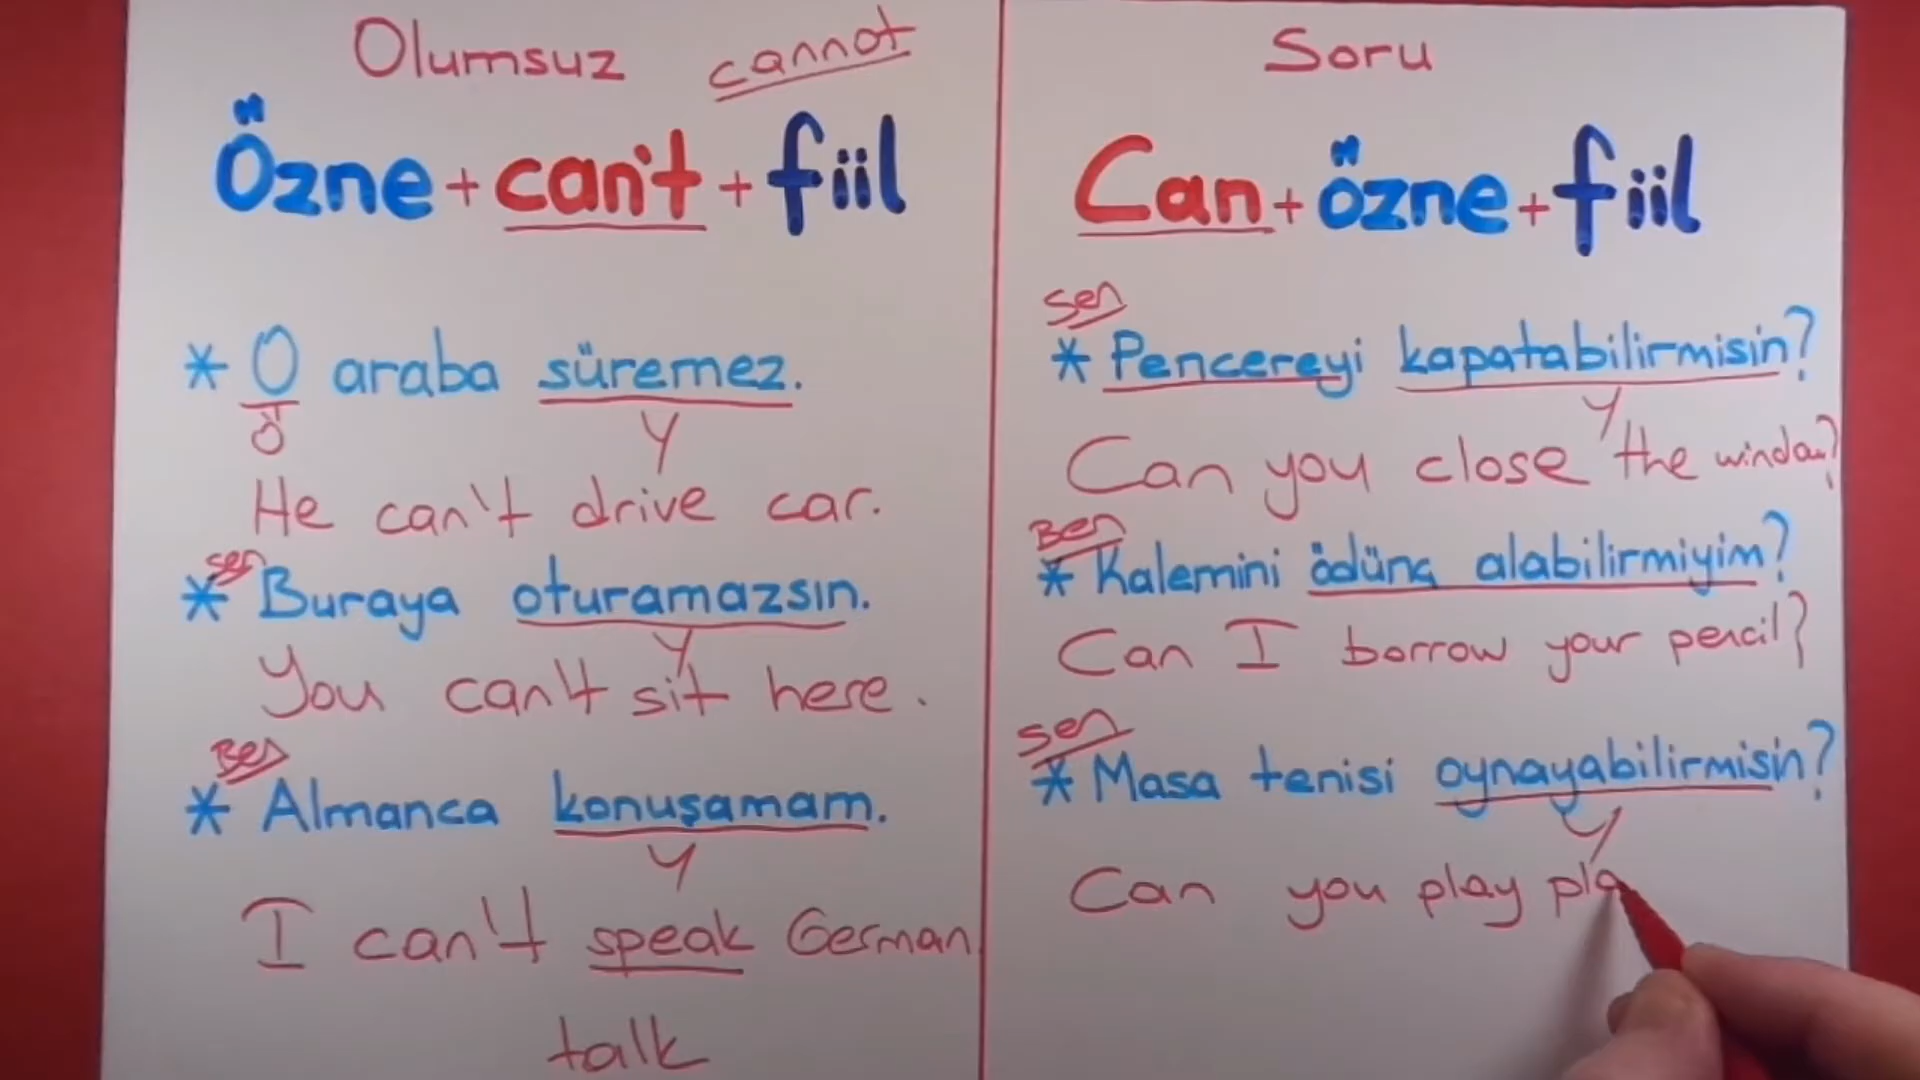 Olumsuz cannot
Özne + can't + fiil
* O araba süremez.
Ö Y
He can't drive car.
sen
* Buraya oturamazsın.
Y
You can't sit here.
Ben
* Almanca konuşamam.
Y
I can't speak German.
talk
Soru
Can + özne + fiil
sen
* Pencereyi kapatabilirmisin?
Y
Can you close the window?
Ben
* Kalemini ödünç alabilirmiyim?
Can I borrow your pencil?
sen
* Masa tenisi oynayabilirmisin?
Y
Can you play pla